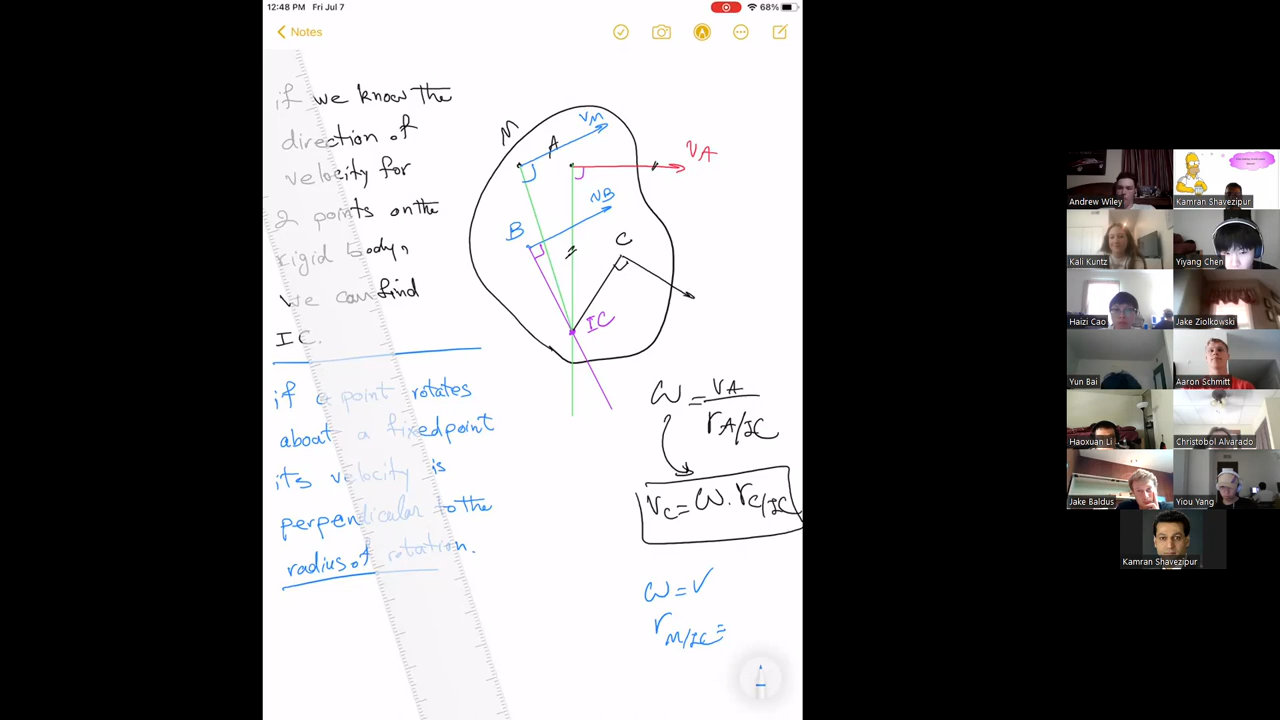 12:48 PM Fri Jul 7
68%
Notes
if we know the
direction of
velocity for
2 points on the
rigid body,
we can find
IC.
if a point rotates
about a fixed point
its velocity is
perpendicular to the
radius of rotation.
M
A
VM
VA
B
VB
C
IC
ω = VA / rA/IC
VC = ω. rC/IC
ω = √
rM/IC =
Andrew Wiley
Kamran Shavezipur
Kali Kuntz
Yiyang Chen
Haizi Cao
Jake Ziolkowski
Yun Bai
Aaron Schmitt
Haoxuan Li
Christobol Alvarado
Jake Baldus
Yiou Yang
Kamran Shavezipur